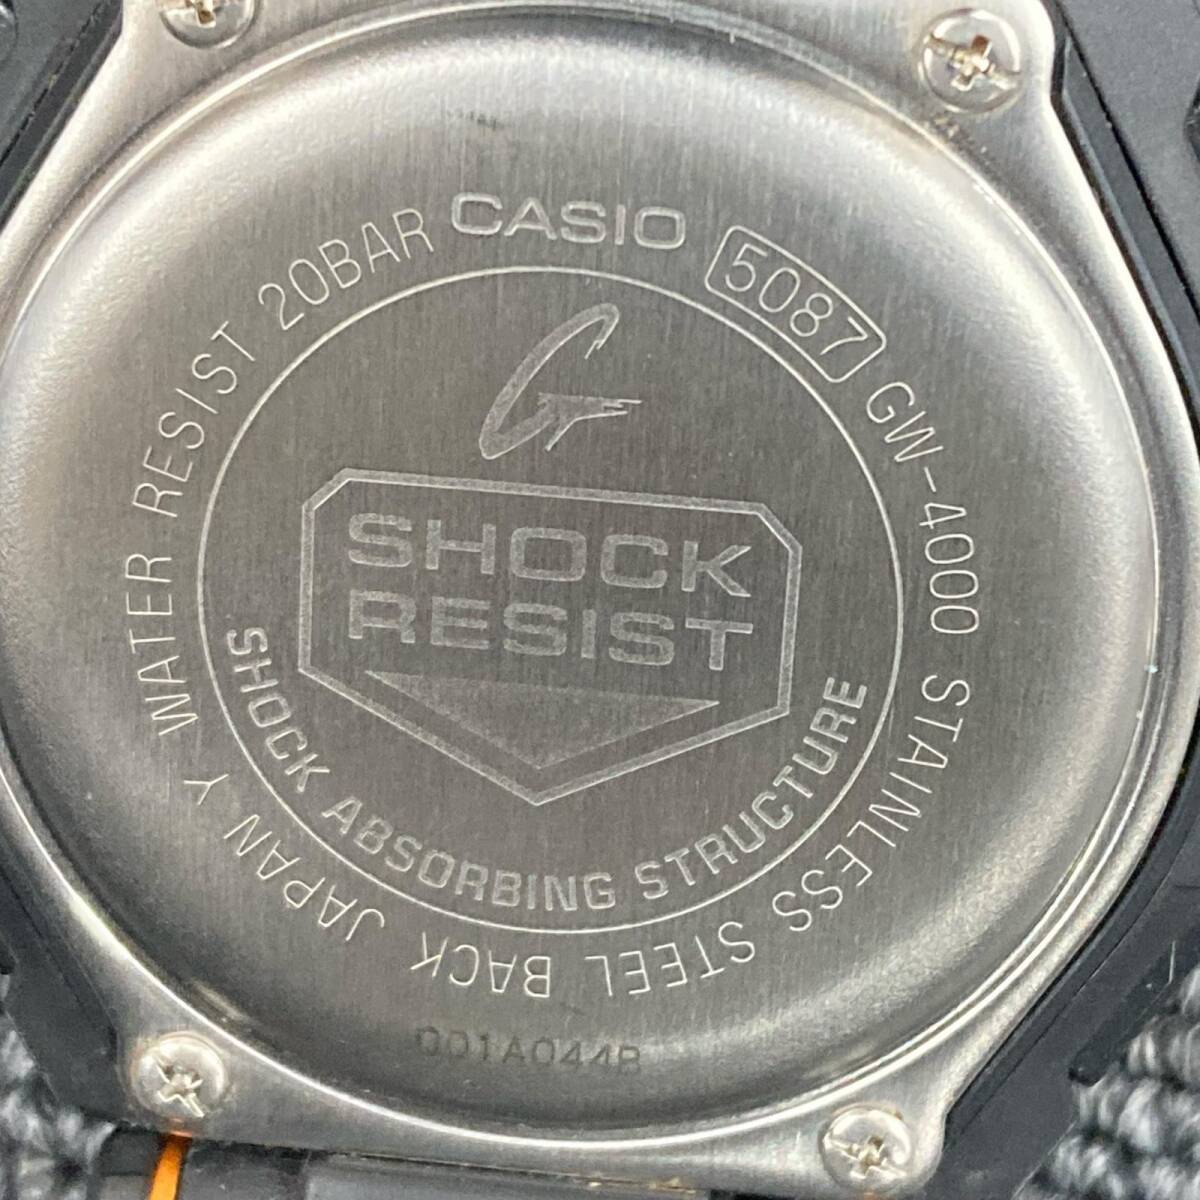 CASIO
5087
GW-4000 STAINLESS STEEL BACK JAPAN Y WATER RESIST 20BAR
G
SHOCK
RESIST
SHOCK ABSORBING STRUCTURE
001A044B